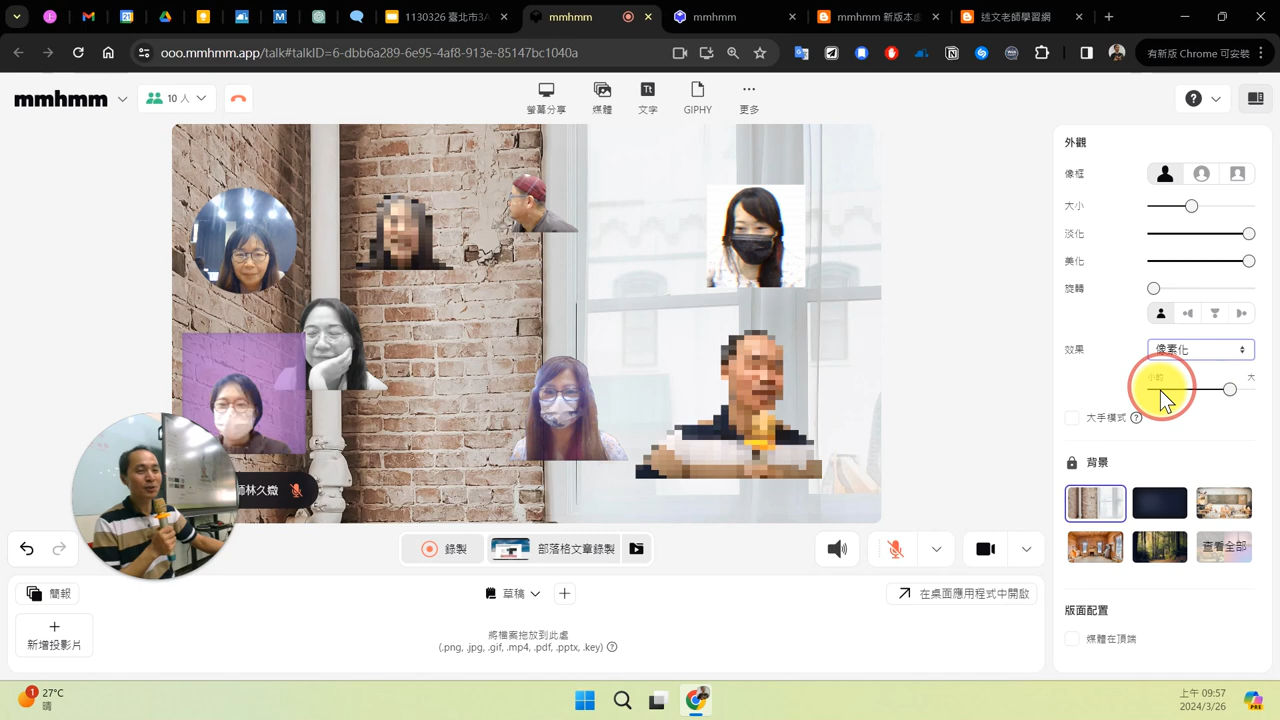 1130326 臺北市3A
mmhmm
mmhmm
mmhmm 新版本虛
述文老師學習網
ooo.mmhmm.app/talk#talkID=6-dbb6a289-6e95-4af8-913e-85147bc1040a
有新版 Chrome 可安裝
mmhmm
10 人
螢幕分享
媒體
文字
GIPHY
更多
外觀
像框
大小
淡化
美化
旋轉
效果
像素化
小的
大
大手模式
背景
師林久媺
錄製
部落格文章錄製
簡報
草稿
在桌面應用程式中開啟
新增投影片
將檔案拖放到此處
(.png, .jpg, .gif, .mp4, .pdf, .pptx, .key)
版面配置
媒體在頂端
1
27°C
晴
上午 09:57
2024/3/26
PRE